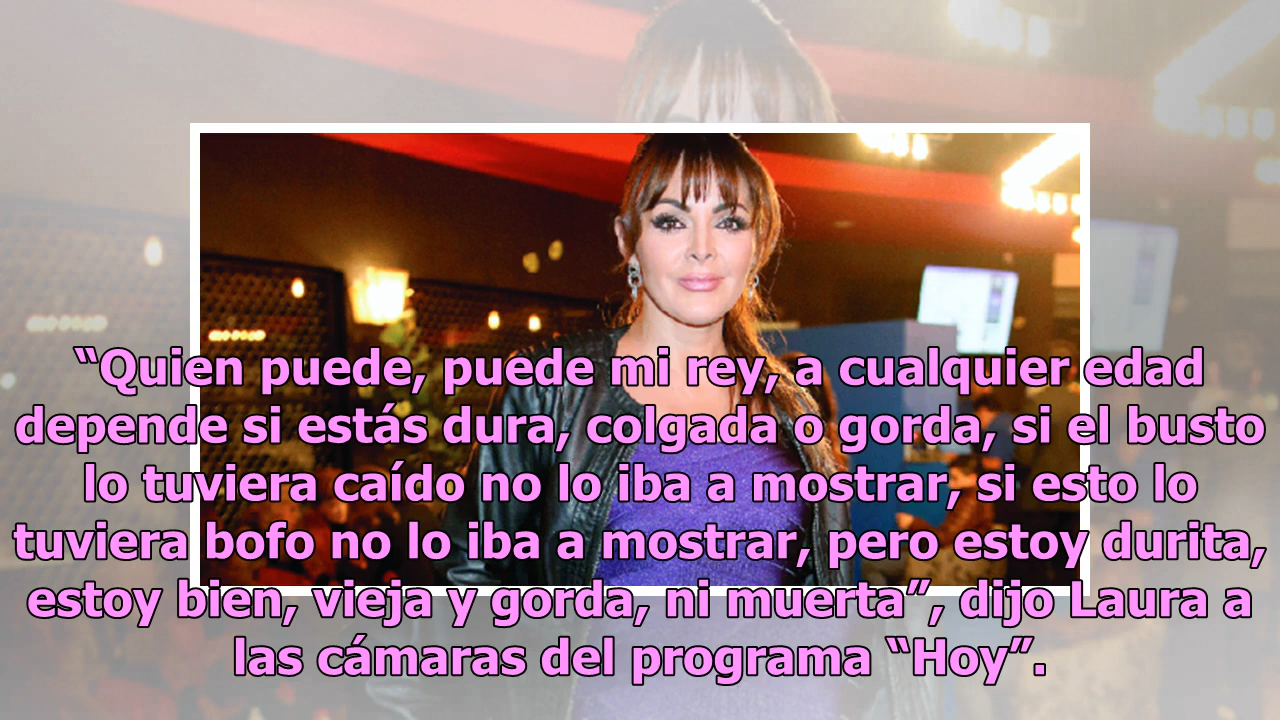 “Quien puede, puede mi rey, a cualquier edad
depende si estás dura, colgada o gorda, si el busto
lo tuviera caído no lo iba a mostrar, si esto lo
tuviera bofo no lo iba a mostrar, pero estoy durita,
estoy bien, vieja y gorda, ni muerta”, dijo Laura a
las cámaras del programa “Hoy”.